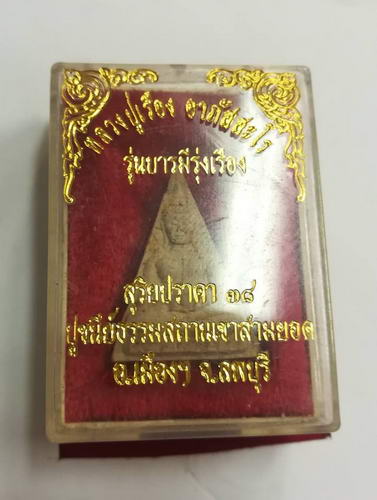 หลวงปู่เรือง อาภัสสะโร
รุ่นบารมีรุ่งเรือง
สุริยปราคา ๓๘
ปูชนีย์ธรรมสถานเขาสามยอด
อ.เมืองฯ จ.ลพบุรี